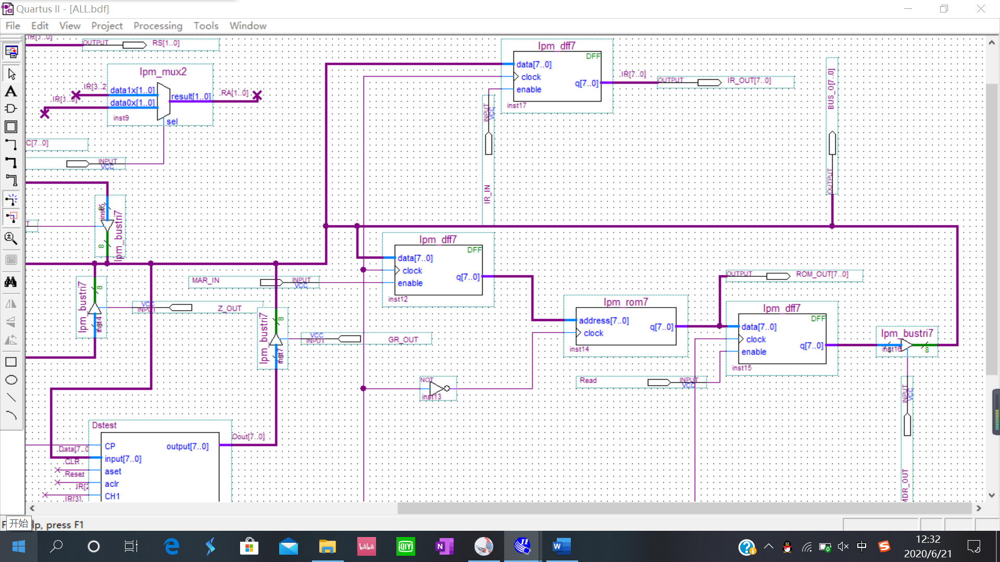 Quartus II - [ALL.bdf]
File Edit View Project Processing Tools Window
IR[1..0]
OUTPUT RS[1..0]
lpm_mux2
IR[3..2
data1x[1..0]
IR[1..0]
data0x[1..0]
result[1..0]
.RA[1..0]
inst9
sel
C[7..0]
INPUT
VCC
T
inst5
8
8
lpm_bustri7
lpm_dff7
DFF
data[7..0]
clock
enable
q[7..0]
inst17
.IR[7..0]
OUTPUT IR_OUT[7..0]
INPUT
VCC
IR_IN
BUS_O[7..0]
OUTPUT
lpm_dff7
DFF
data[7..0]
clock
enable
q[7..0]
inst12
MAR_IN INPUT
VCC
lpm_bustri7
8
inst4
VCC
INPUT Z_OUT
lpm_bustri7
8
inst7
VCC
INPUT GR_OUT
lpm_rom7
address[7..0]
clock
q[7..0]
inst14
OUTPUT ROM_OUT[7..0]
lpm_dff7
DFF
data[7..0]
clock
enable
q[7..0]
inst15
lpm_bustri7
inst16
8
NOT
inst13
Read INPUT
VCC
INPUT
VCC
MDR_OUT
Dstest
CP
input[7..0]
aset
aclr
CH1
output[7..0]
Oout[7..0]
.Data[7..0
CLR
.Reset
.IR[2
.IR[3]
开始
lp, press F1
bilibili
iQIYI
中
12:32
2020/6/21